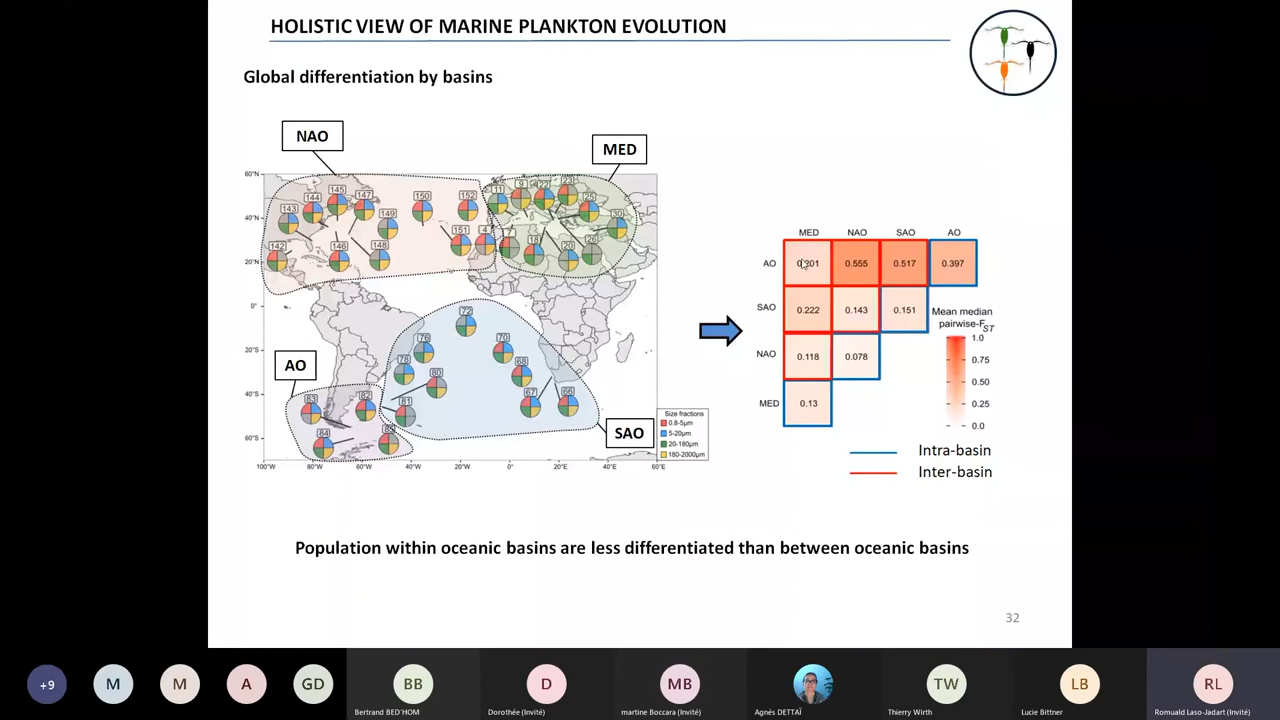 HOLISTIC VIEW OF MARINE PLANKTON EVOLUTION
Global differentiation by basins
NAO
MED
AO
SAO
60°N
40°N
20°N
0°
20°S
40°S
60°S
100°W 80°W 60°W 40°W 20°W 0° 20°E 40°E 60°E
142 143 144 145 146 147 148 149 150 151 152 4
7 9 11 18 20 22 23 25 30
66 67 68 70 72 76 78 80 81
82 83 84 85
Size fractions
0.8-5µm
5-20µm
20-180µm
180-2000µm
MED NAO SAO AO
AO 0.555 0.517 0.397
SAO 0.222 0.143 0.151
NAO 0.118 0.078
MED 0.13
Mean median
pairwise-FST
1.0
0.75
0.50
0.25
0.0
Intra-basin
Inter-basin
Population within oceanic basins are less differentiated than between oceanic basins
32
+9 M M A GD BB D MB TW LB RL
Bertrand BED'HOM Dorothée (Invité) martine Boccara (Invité) Agnés DETTAÏ Thierry Wirth Lucie Bittner Romuald Laso-Jadart (Invité)